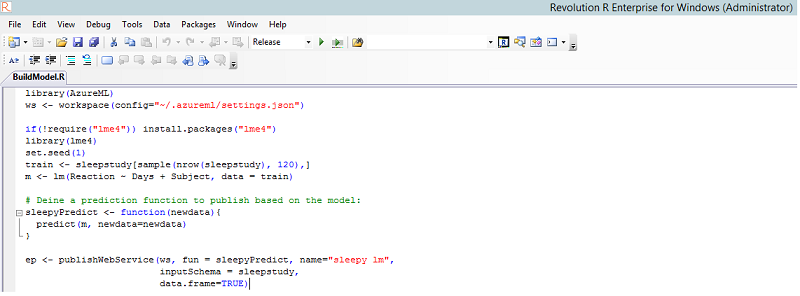 Revolution R Enterprise for Windows (Administrator)
File Edit View Debug Tools Data Packages Window Help
Release
BuildModel.R
library(AzureML)
ws <- workspace(config="~/.azureml/settings.json")
if(!require("lme4")) install.packages("lme4")
library(lme4)
set.seed(1)
train <- sleepstudy[sample(nrow(sleepstudy), 120),]
m <- lm(Reaction ~ Days + Subject, data = train)
# Deine a prediction function to publish based on the model:
sleepyPredict <- function(newdata){
predict(m, newdata=newdata)
}
ep <- publishWebService(ws, fun = sleepyPredict, name="sleepy lm",
inputSchema = sleepstudy,
data.frame=TRUE)